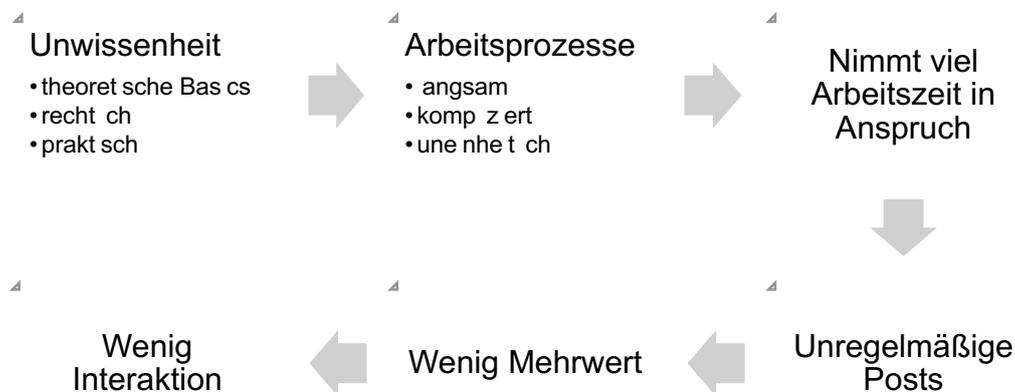 Unwissenheit
• theoret sche Bas cs
• recht ch
• prakt sch
Arbeitsprozesse
• angsam
• komp z ert
• une nhe t ch
Nimmt viel
Arbeitszeit in
Anspruch
Unregelmäßige
Posts
Wenig Mehrwert
Wenig
Interaktion